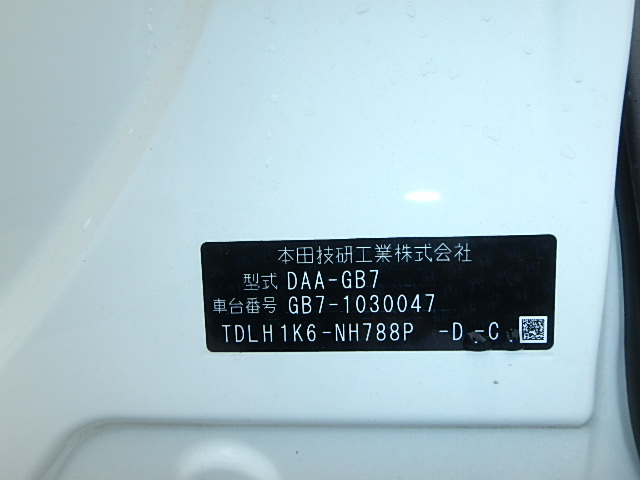 本田技研工業株式会社
型式 DAA-GB7
車台番号 GB7-1030047
TDLH1K6-NH788P -D -C